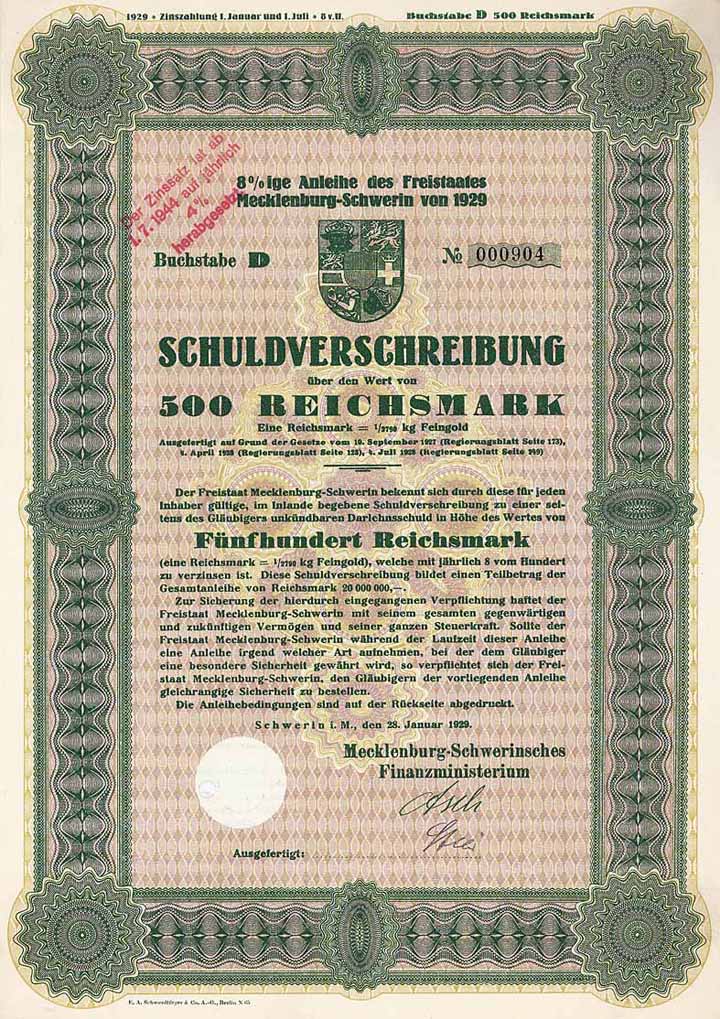 1929 • Zinszahlung 1. Januar und 1. Juli • 8 v. H.
Buchstabe D 500 Reichsmark
Der Zinssatz ist ab
1. 7. 1944 auf jährlich
4%
herabgesetzt
8%ige Anleihe des Freistaates
Mecklenburg-Schwerin von 1929
Buchstabe D
№ 000904
SCHULDVERSCHREIBUNG
über den Wert von
500 REICHSMARK
Eine Reichsmark = 1/2790 kg Feingold
Ausgefertigt auf Grund der Gesetze vom 19. September 1927 (Regierungsblatt Seite 173),
4. April 1928 (Regierungsblatt Seite 123), 4. Juli 1928 (Regierungsblatt Seite 249)
Der Freistaat Mecklenburg-Schwerin bekennt sich durch diese für jeden
Inhaber gültige, im Inlande begebene Schuldverschreibung zu einer sei-
tens des Gläubigers unkündbaren Darlehnsschuld in Höhe des Wertes von
Fünfhundert Reichsmark
(eine Reichsmark = 1/2790 kg Feingold), welche mit jährlich 8 vom Hundert
zu verzinsen ist. Diese Schuldverschreibung bildet einen Teilbetrag der
Gesamtanleihe von Reichsmark 20 000 000,—.
Zur Sicherung der hierdurch eingegangenen Verpflichtung haftet der
Freistaat Mecklenburg-Schwerin mit seinem gesamten gegenwärtigen
und zukünftigen Vermögen und seiner ganzen Steuerkraft. Sollte der
Freistaat Mecklenburg-Schwerin während der Laufzeit dieser Anleihe
eine Anleihe irgend welcher Art aufnehmen, bei der dem Gläubiger
eine besondere Sicherheit gewährt wird, so verpflichtet sich der Frei-
staat Mecklenburg-Schwerin, den Gläubigern der vorliegenden Anleihe
gleichrangige Sicherheit zu bestellen.
Die Anleihebedingungen sind auf der Rückseite abgedruckt.
Schwerin i. M., den 28. Januar 1929.
Mecklenburg-Schwerinsches
Finanzministerium
Asch
Ausgefertigt:
& Co. A.-G., Berlin